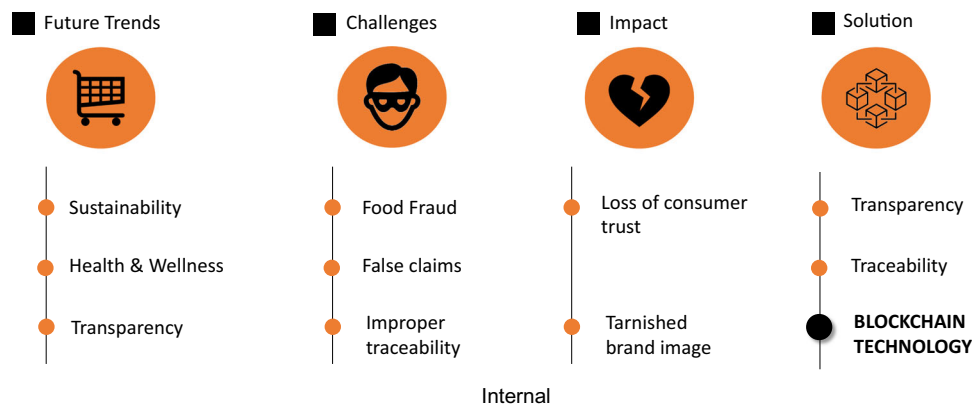 Future Trends
Challenges
Impact
Solution
Sustainability
Health & Wellness
Transparency
Food Fraud
False claims
Improper
traceability
Loss of consumer
trust
Tarnished
brand image
Transparency
Traceability
BLOCKCHAIN
TECHNOLOGY
Internal